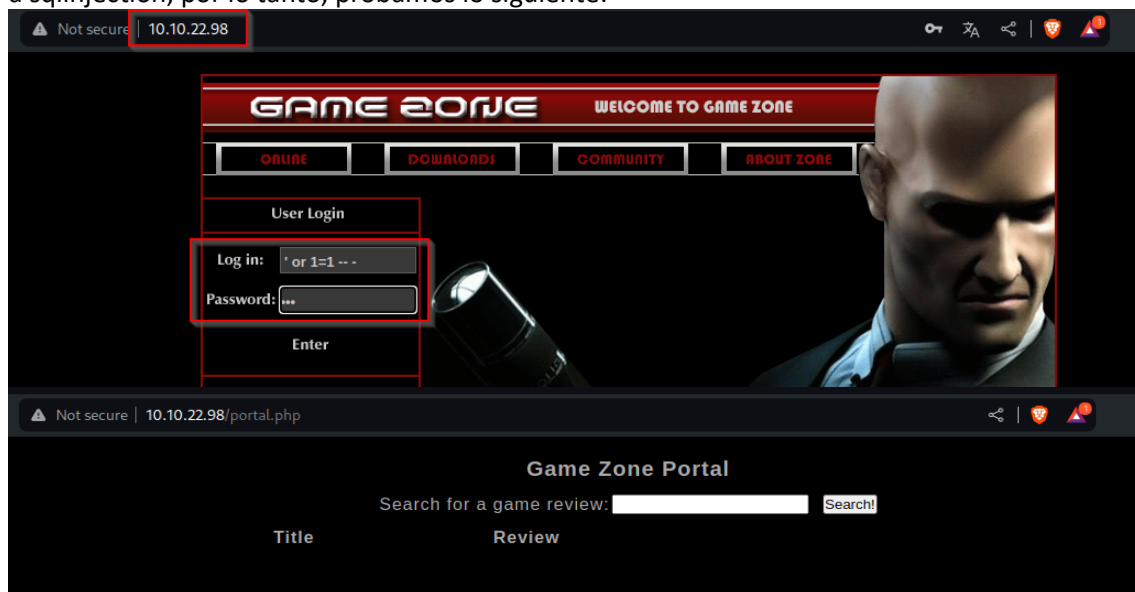 a sqlinjection, por lo tanto, probamos lo siguiente:
Not secure 10.10.22.98
GAME ZONE WELCOME TO GAME ZONE
ONLINE DOWNLOADS COMMUNITY ABOUT ZONE
User Login
Log in: ' or 1=1 -- -
Password: •••
Enter
Not secure 10.10.22.98/portal.php
Game Zone Portal
Search for a game review: Search!
Title Review